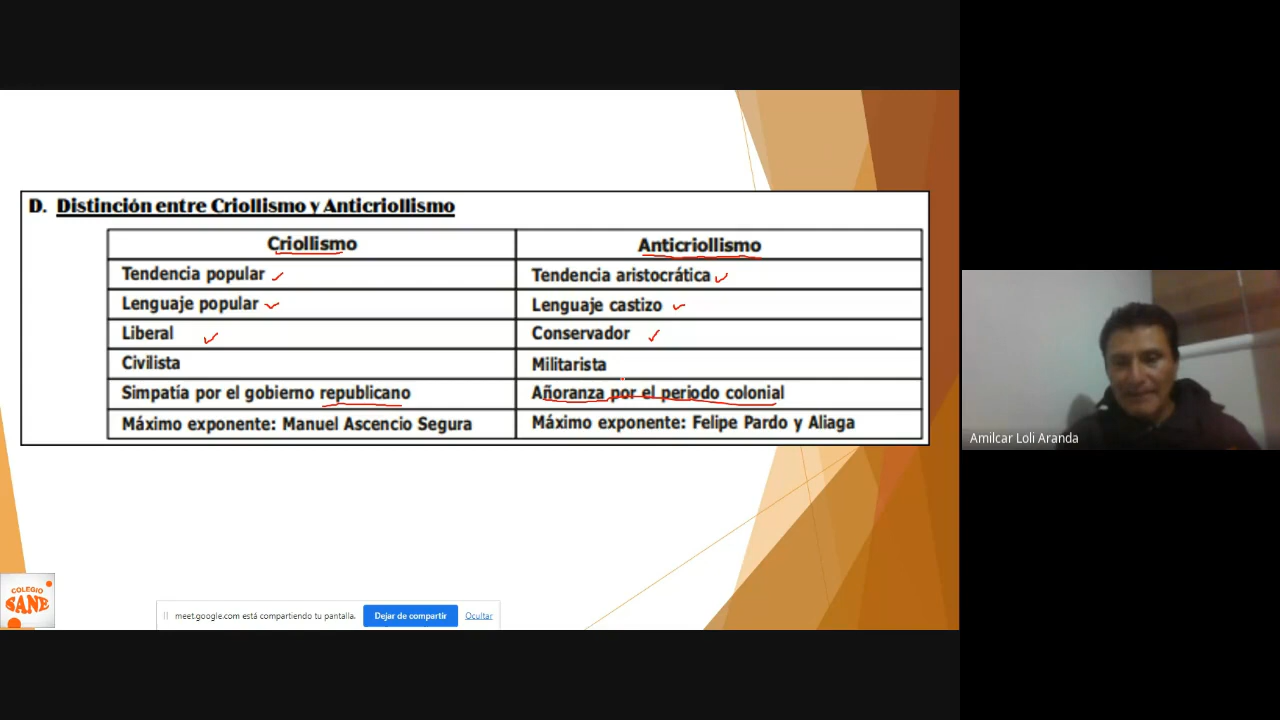 D. Distinción entre Criollismo y Anticriollismo
Criollismo Anticriollismo
Tendencia popular Tendencia aristocrática
Lenguaje popular Lenguaje castizo
Liberal Conservador
Civilista Militarista
Simpatía por el gobierno republicano Añoranza por el periodo colonial
Máximo exponente: Manuel Ascencio Segura Máximo exponente: Felipe Pardo y Aliaga
Amilcar Loli Aranda
COLEGIO
SANE
meet.google.com está compartiendo tu pantalla. Dejar de compartir Ocultar